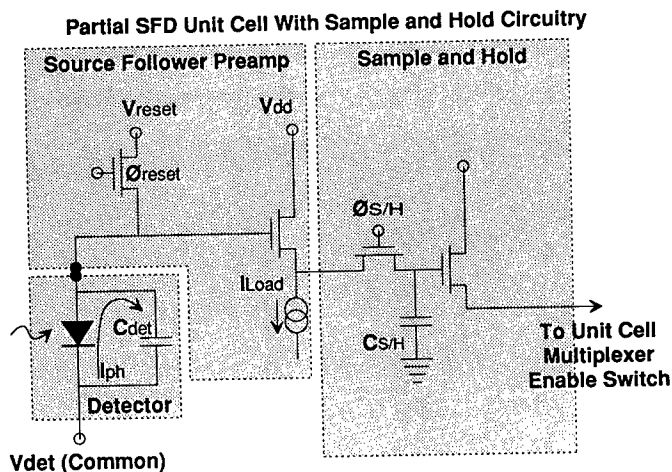 Partial SFD Unit Cell With Sample and Hold Circuitry
Source Follower Preamp
Sample and Hold
Vreset
Vdd
Øreset
ØS/H
ILoad
Cdet
CS/H
Iph
Detector
To Unit Cell
Multiplexer
Enable Switch
Vdet (Common)